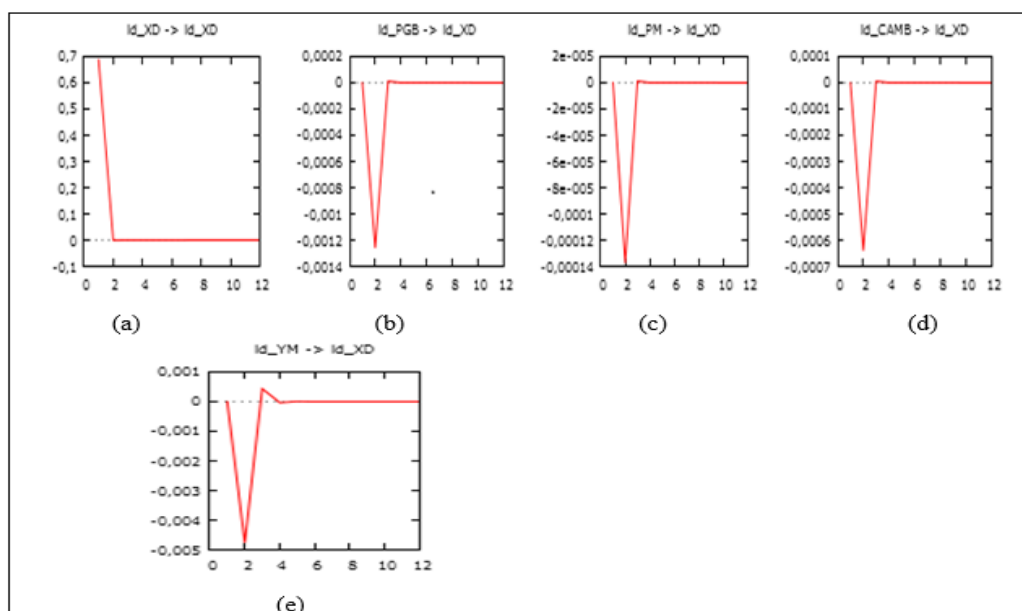 ld_XD -> ld_XD
0,7
0,6
0,5
0,4
0,3
0,2
0,1
0
-0,1
0 2 4 6 8 10 12
(a)
ld_PGB -> ld_XD
0,0002
0
-0,0002
-0,0004
-0,0006
-0,0008
-0,001
-0,0012
-0,0014
0 2 4 6 8 10 12
(b)
ld_PM -> ld_XD
2e-005
0
-2e-005
-4e-005
-6e-005
-8e-005
-0,0001
-0,00012
-0,00014
0 2 4 6 8 10 12
(c)
ld_CAMB -> ld_XD
0,0001
0
-0,0001
-0,0002
-0,0003
-0,0004
-0,0005
-0,0006
-0,0007
0 2 4 6 8 10 12
(d)
ld_YM -> ld_XD
0,001
0
-0,001
-0,002
-0,003
-0,004
-0,005
0 2 4 6 8 10 12
(e)